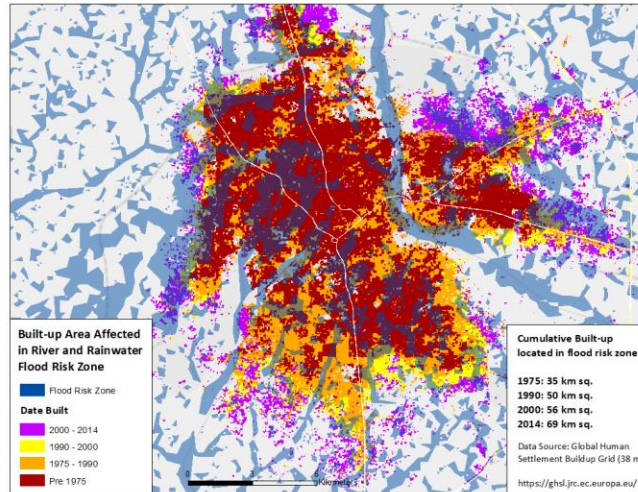 Built-up Area Affected
in River and Rainwater
Flood Risk Zone
Flood Risk Zone
Date Built
2000 - 2014
1990 - 2000
1975 - 1990
Pre 1975
0
3
6
Kilometers
Cumulative Built-up
located in flood risk zone
1975: 35 km sq.
1990: 50 km sq.
2000: 56 km sq.
2014: 69 km sq.
Data Source: Global Human
Settlement Buildup Grid (38 m
https://ghsl.jrc.ec.europa.eu/